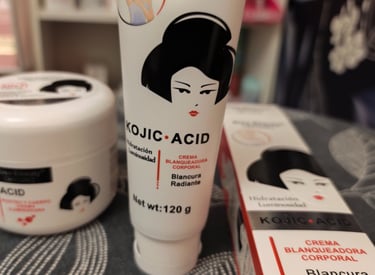 KOJIC★ACID
Hidratación
Luminosidad
CREMA
BLANQUEADORA
CORPORAL
Blancura
Radiante
Net wt:120 g
ACID
Hidratación
Luminosidad
KOJIC★ACID
CREMA
BLANQUEADORA
CORPORAL
Blancura